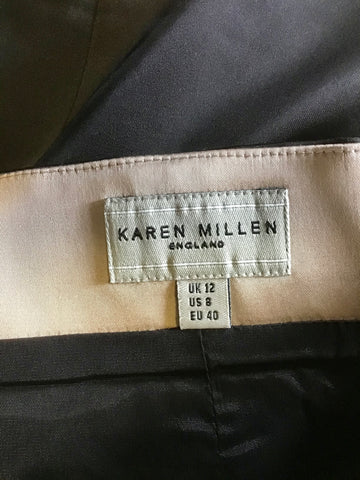 KAREN MILLEN
ENGLAND
UK 12
US 8
EU 40